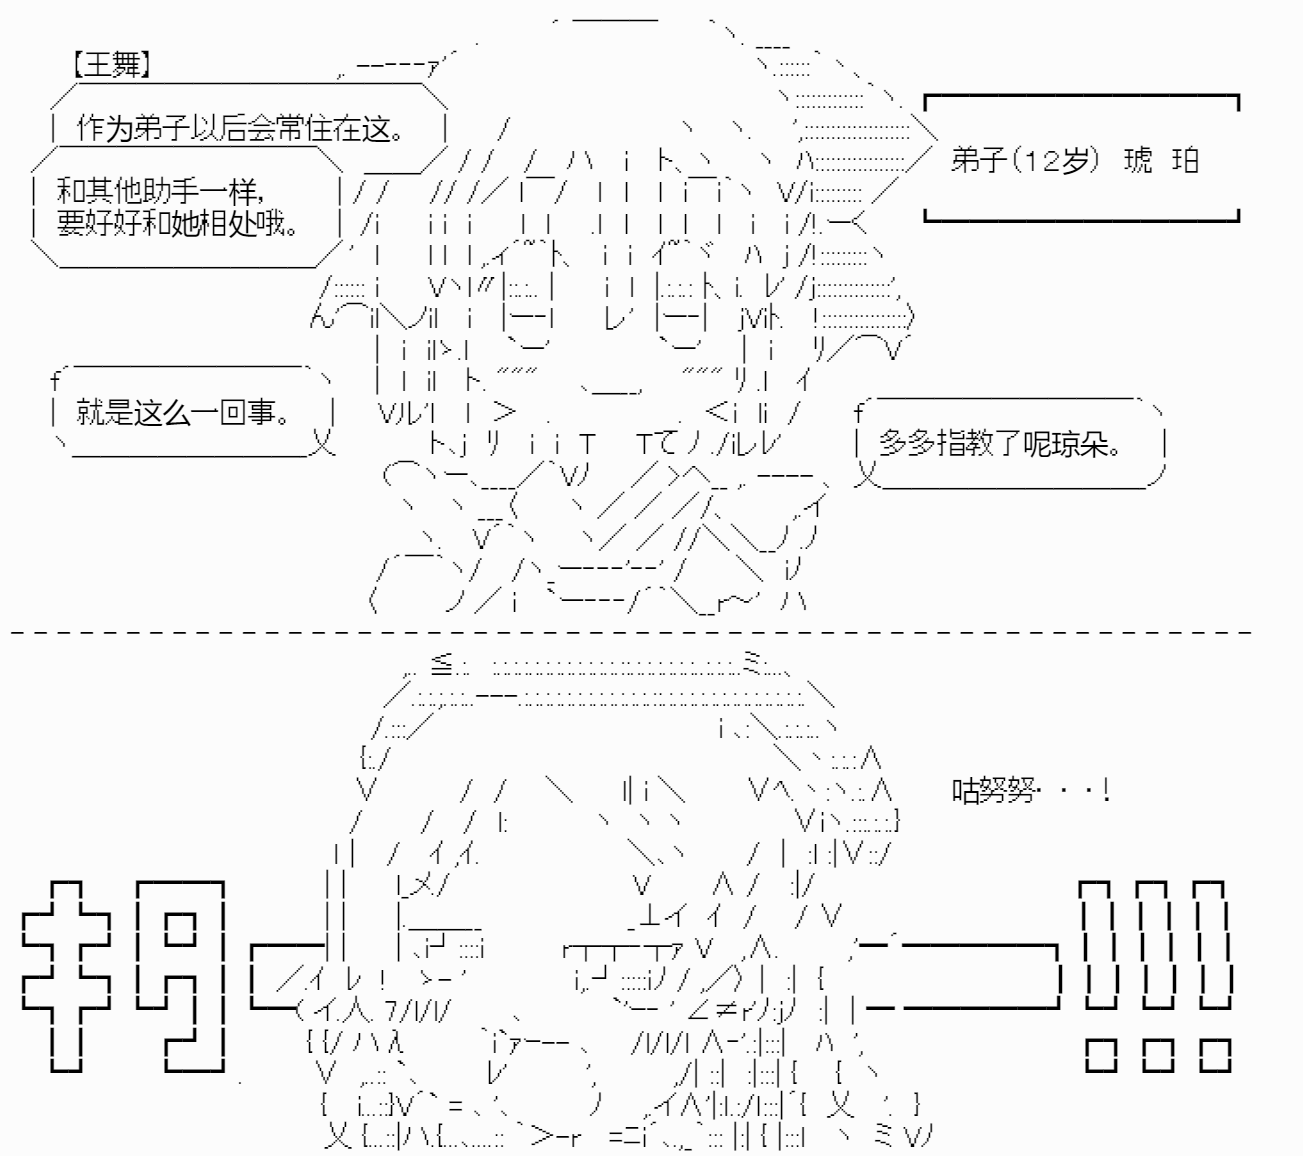 【王舞】
作为弟子以后会常住在这。
和其他助手一样,
要好好和她相处哦。
弟子(12岁) 琥 珀
就是这么一回事。
多多指教了呢琼朵。
咕努努・・・!